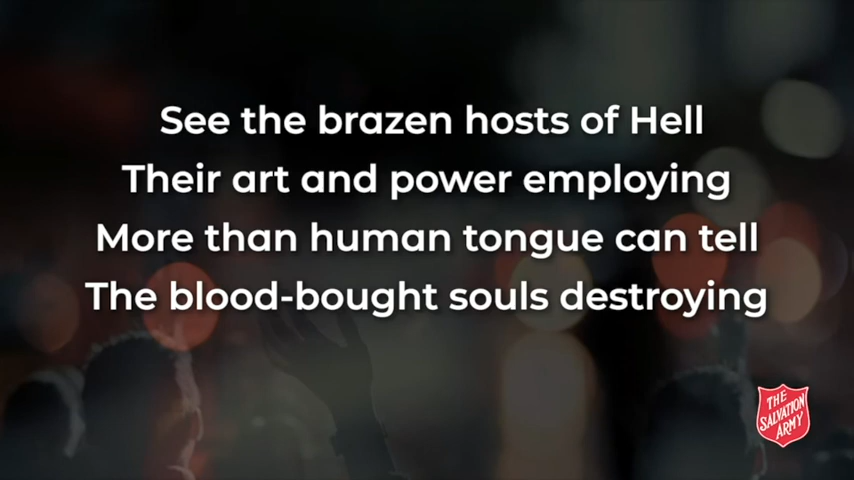 See the brazen hosts of Hell
Their art and power employing
More than human tongue can tell
The blood-bought souls destroying
THE
SALVATION
ARMY